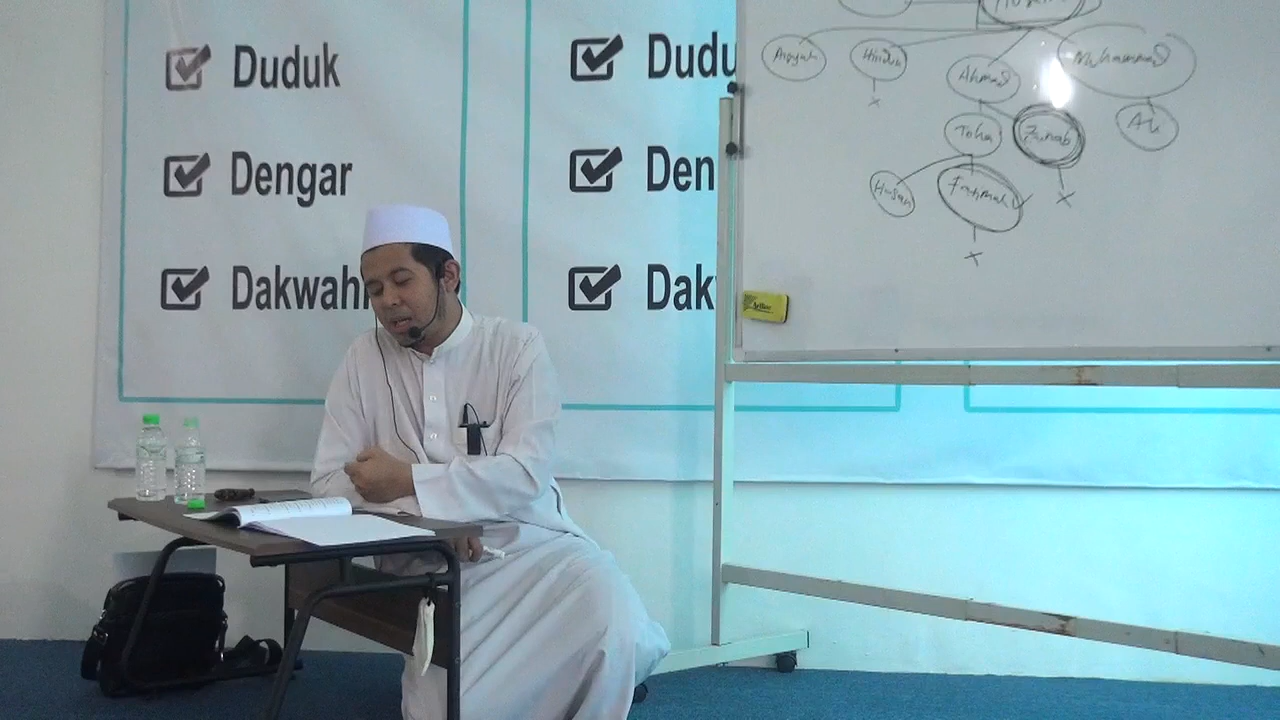 Duduk
Dengar
Dakwah
Dudu
Den
Dak
Aisyah
Hindun
Ahmad
Muhammad
Toha
Zainab
Ali
Hasan
Fatimah
x
x
x